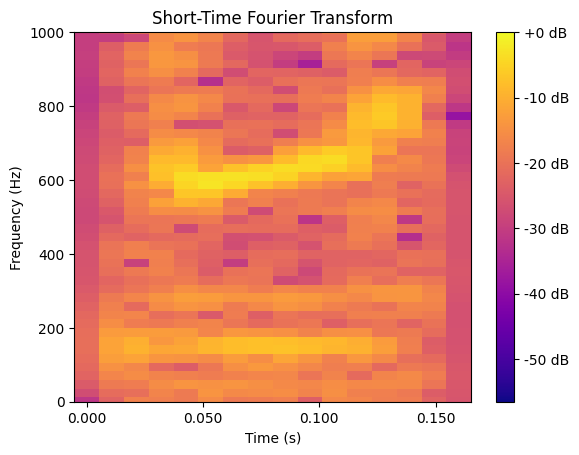 Short-Time Fourier Transform
1000
800
600
400
200
0
Frequency (Hz)
0.000
0.050
0.100
0.150
Time (s)
+0 dB
-10 dB
-20 dB
-30 dB
-40 dB
-50 dB